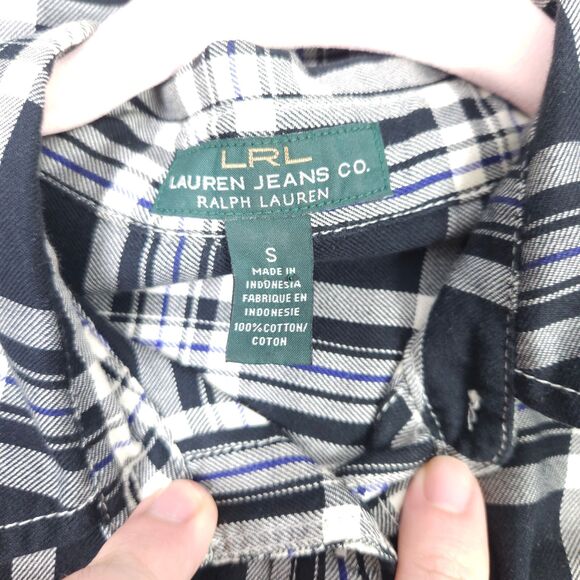 LRL
LAUREN JEANS CO.
RALPH LAUREN
S
MADE IN
INDONESIA
FABRIQUE EN
INDONESIE
100% COTTON/
COTON